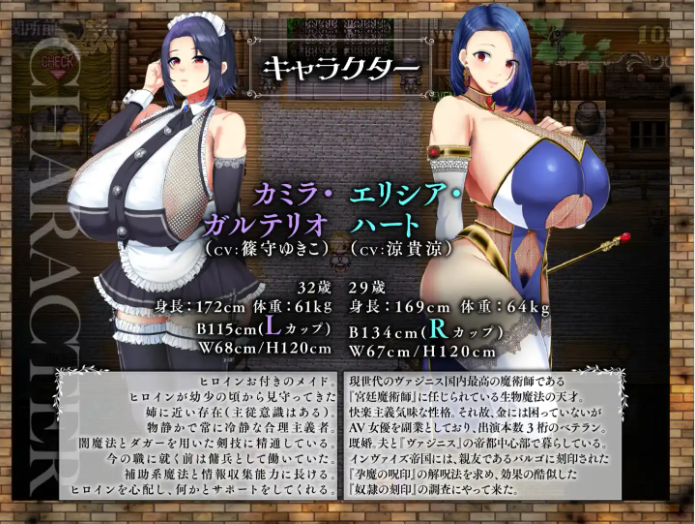 キャラクター
CHECK
CHARACTER
カミラ・
ガルテリオ
(CV:篠守ゆきこ)
32歳
身長:172cm 体重:61kg
B115cm(Lカップ)
W68cm/H120cm
エリシア・
ハート
(CV:涼貴涼)
29歳
身長:169cm 体重:64kg
B134cm(Rカップ)
W67cm/H120cm
ヒロインお付きのメイド。
ヒロインが幼少の頃から見守ってきた
姉に近い存在(主従意識はある)。
物静かで常に冷静な合理主義者。
闇魔法とダガーを用いた剣技に精通している。
今の職に就く前は傭兵として働いていた。
補助系魔法と情報収集能力に長ける。
ヒロインを心配し、何かとサポートをしてくれる。
現世代のヴァジニス国内最高の魔術師である
『宮廷魔術師』に任じられている生物魔法の天才。
快楽主義気味な性格。それ故、金には困っていないが
AV女優を副業としており、出演本数3桁のベテラン。
既婚。夫と『ヴァジニス』の帝都中心部で暮らしている。
インヴァイズ帝国には、親友であるバルゴに刻印された
『孕魔の呪印』の解呪法を求め、効果の酷似した
『奴隷の刻印』の調査にやって来た。